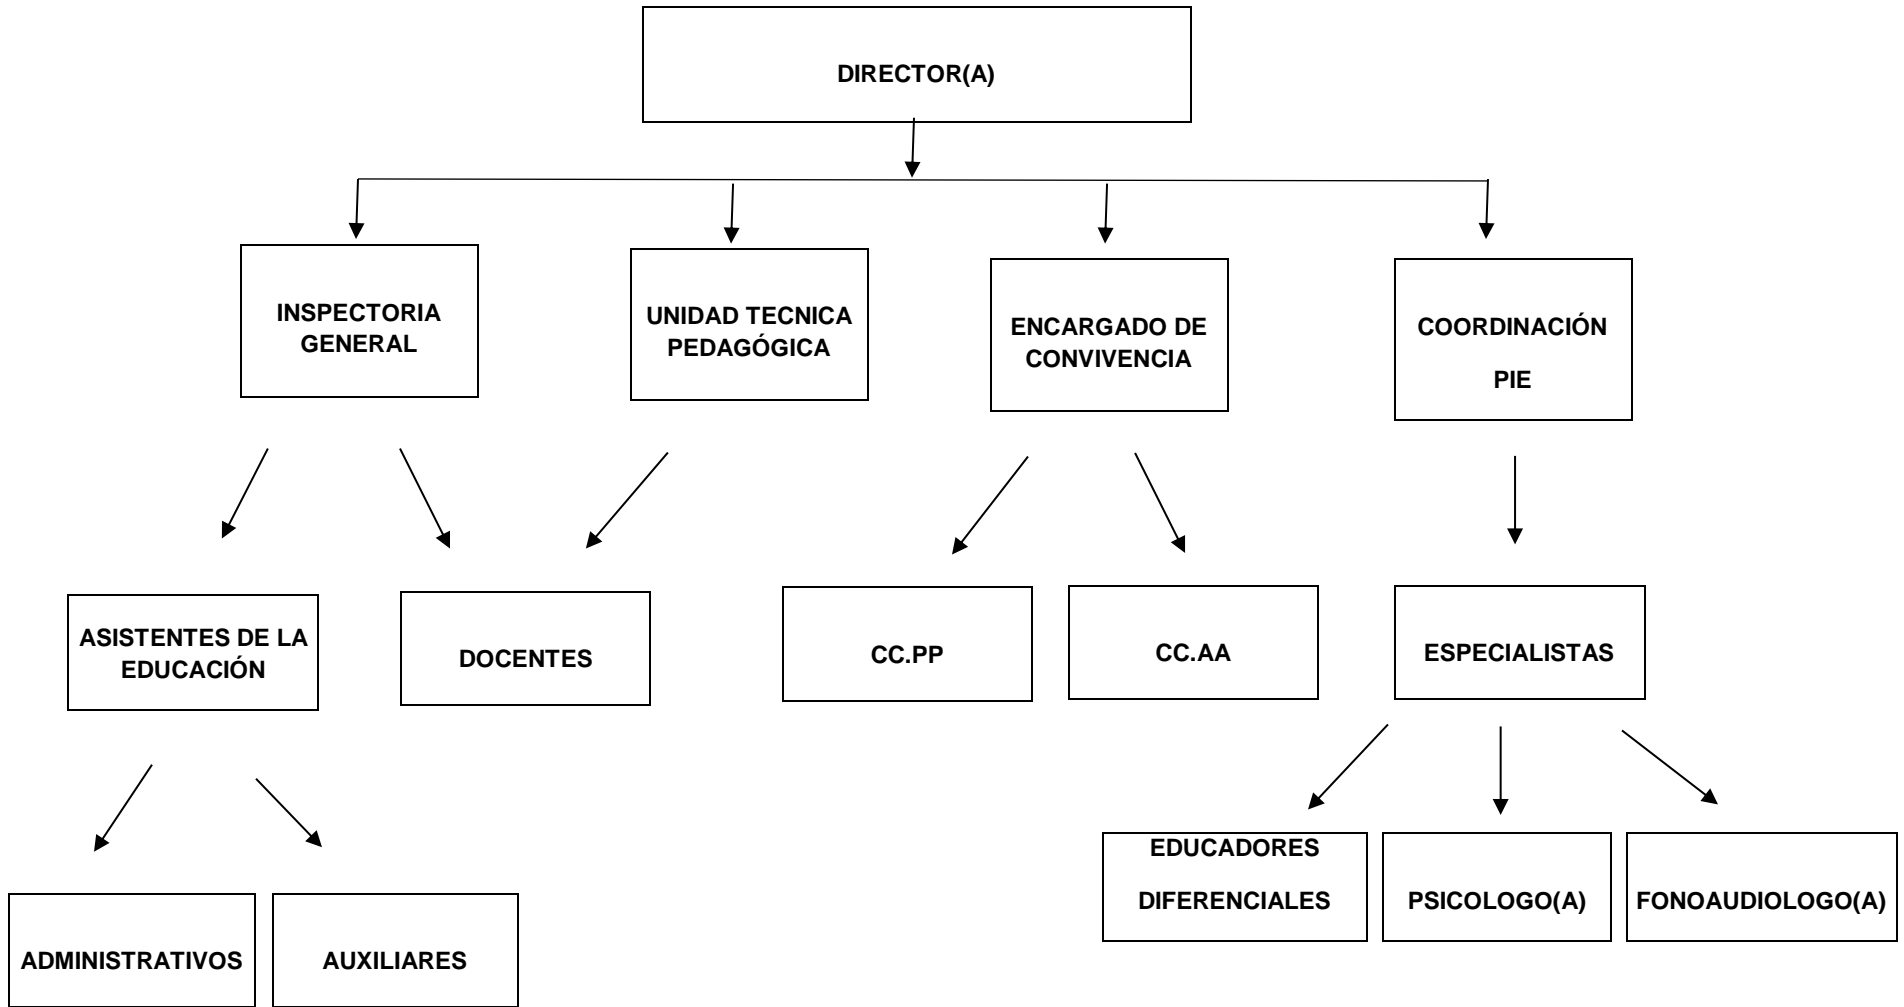 DIRECTOR(A)
INSPECTORIA
GENERAL
UNIDAD TECNICA
PEDAGÓGICA
ENCARGADO DE
CONVIVENCIA
COORDINACIÓN
PIE
ASISTENTES DE LA
EDUCACIÓN
DOCENTES
CC.PP
CC.AA
ESPECIALISTAS
EDUCADORES
DIFERENCIALES
PSICOLOGO(A)
FONOAUDIOLOGO(A)
ADMINISTRATIVOS
AUXILIARES